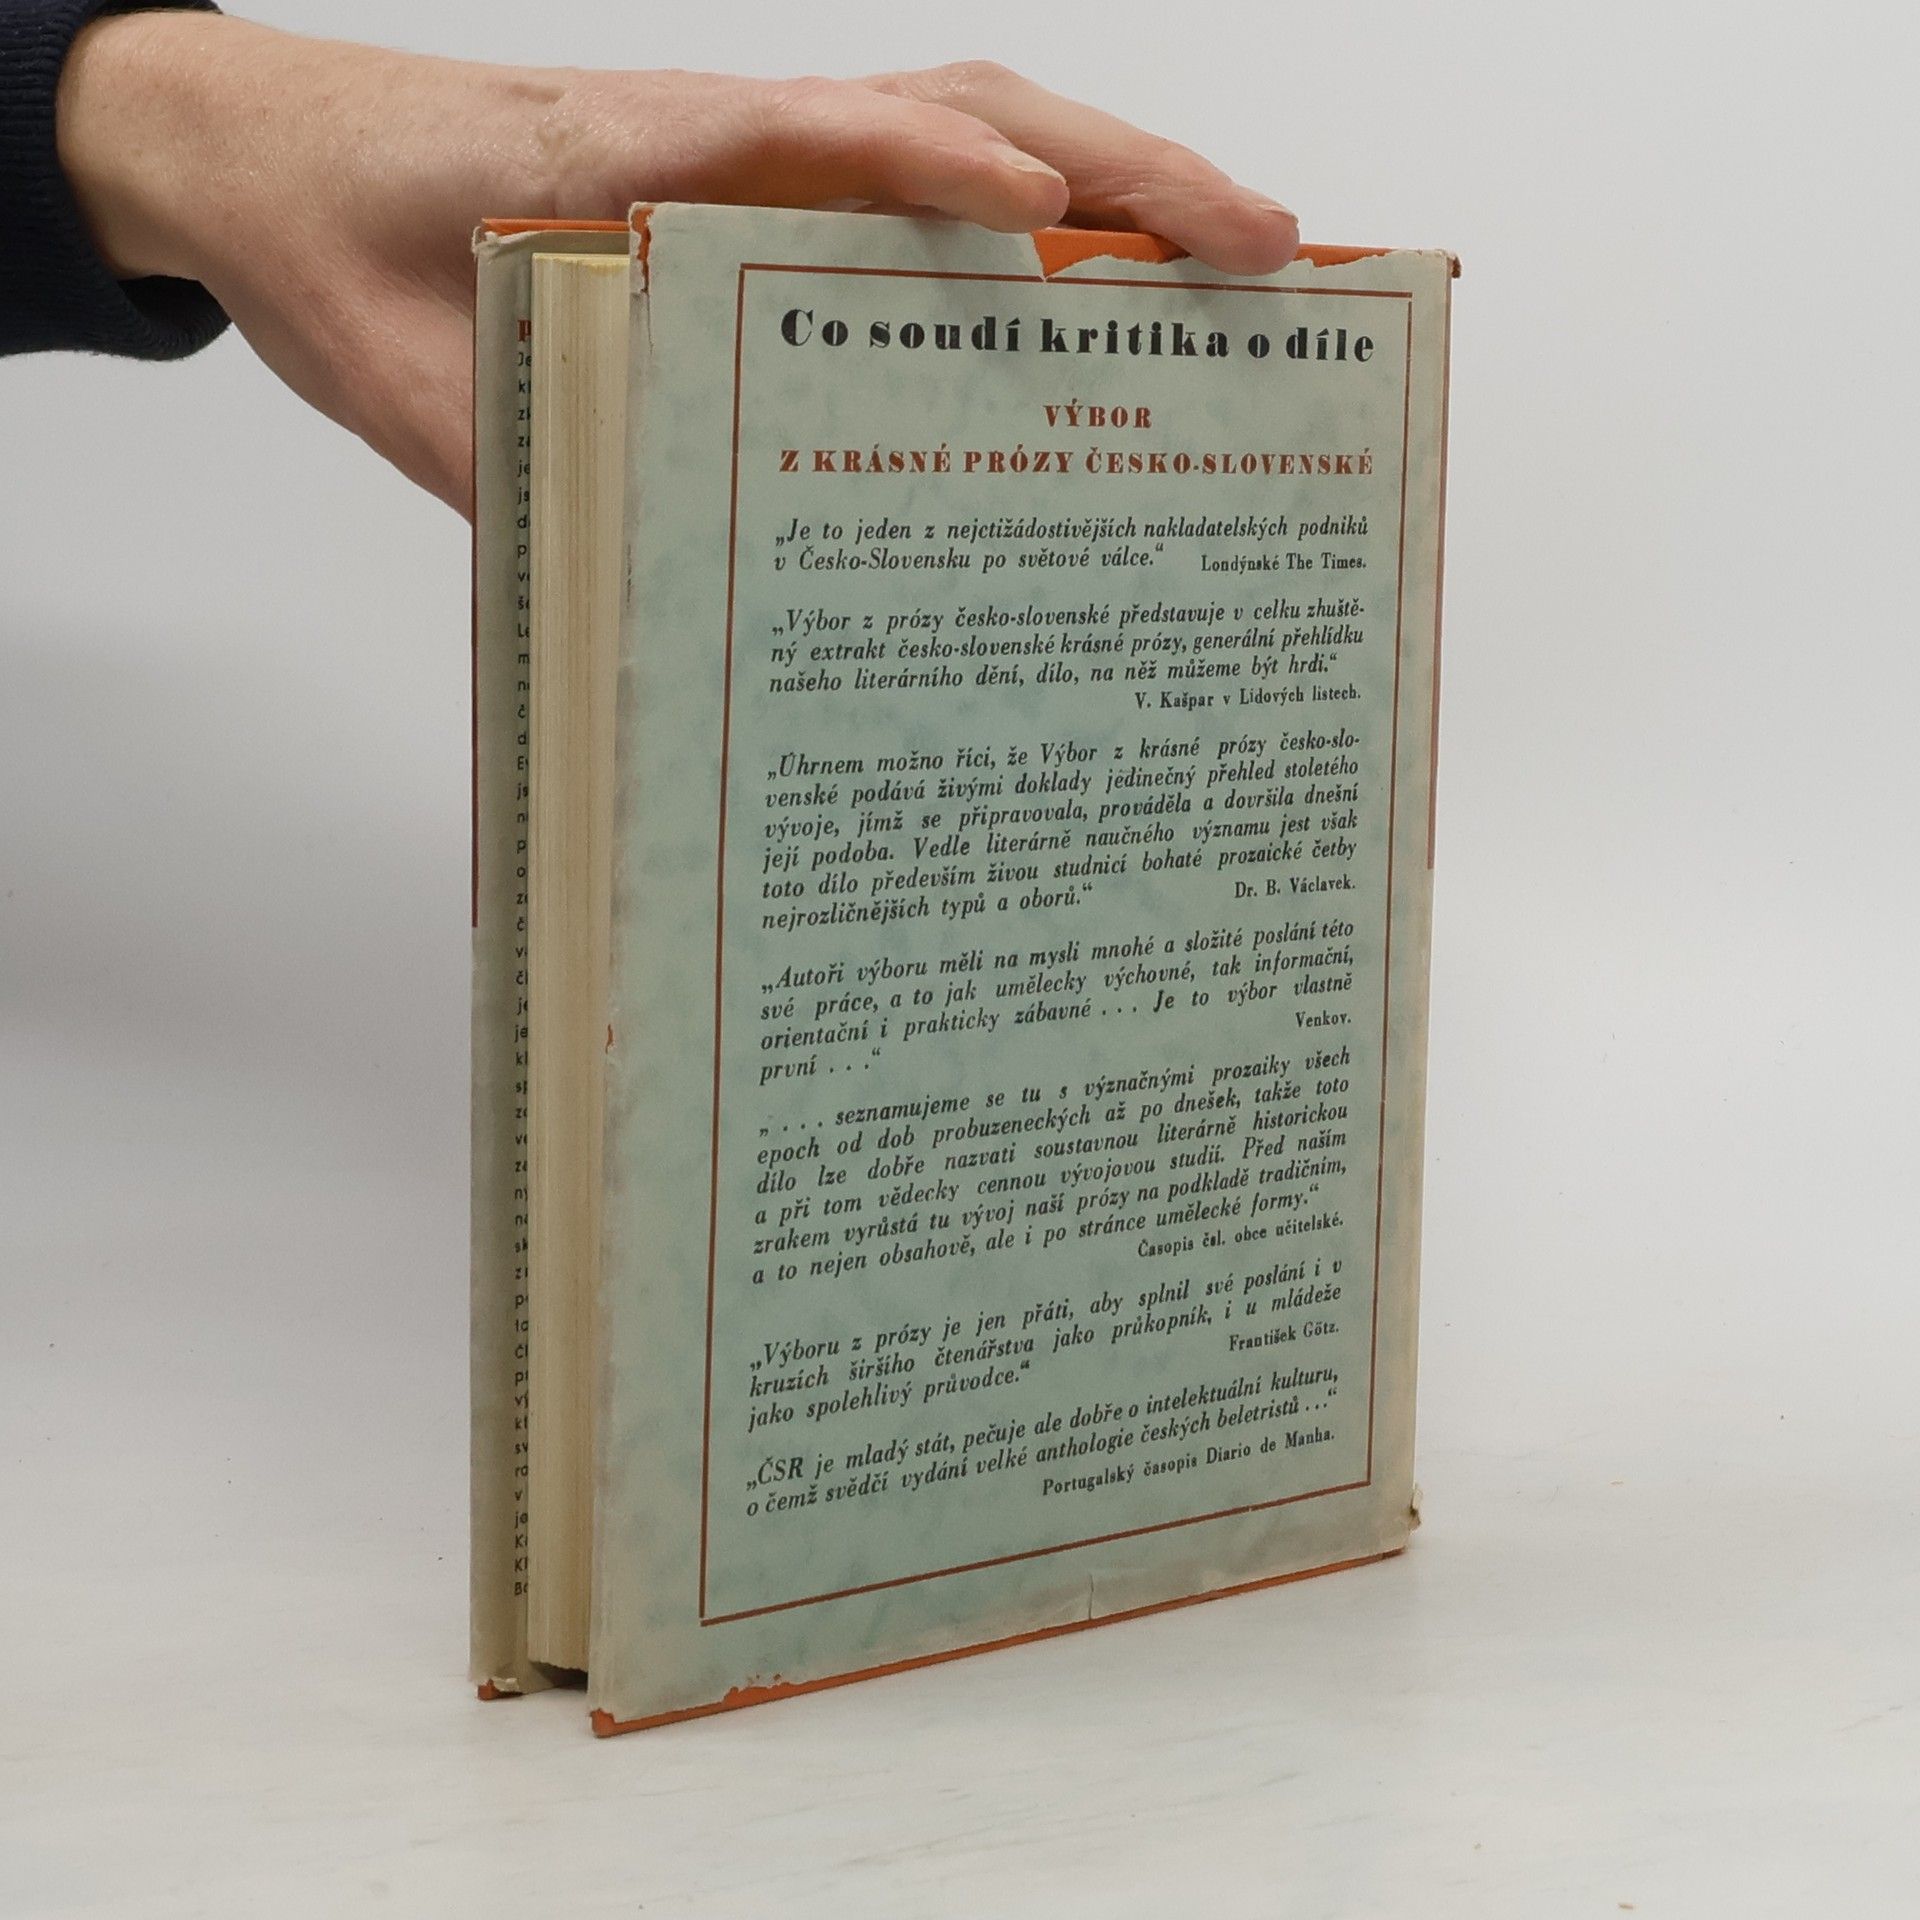 Co soudí kritika o díle
VÝBOR
Z KRÁSNÉ PRÓZY ČESKO-SLOVENSKÉ
„Je to jeden z nejctižádostivějších nakladatelských podniků
v Česko-Slovensku po světové válce.“ Londýnské The Times.
„Výbor z prózy česko-slovenské představuje v celku zhuště-
ný extrakt česko-slovenské krásné prózy, generální přehlídku
našeho literárního dění, dílo, na něž můžeme být hrdi.“
V. Kašpar v Lidových listech.
„Úhrnem možno říci, že Výbor z krásné prózy česko-slo-
venské podává živými doklady jedinečný přehled stoletého
vývoje, jímž se připravovala, prováděla a dovršila dnešní
její podoba. Vedle literárně naučného významu jest však
toto dílo především živou studnicí bohaté prozaické četby
nejrozličnějších typů a oborů.“ Dr. B. Václavek.
„Autoři výboru měli na mysli mnohé a složité poslání této
své práce, a to jak umělecky výchovné, tak informační,
orientační i prakticky zábavné . . . Je to výbor vlastně
první . . .“ Venkov.
„ . . . seznamujeme se tu s význačnými prozaiky všech
epoch od dob probuzeneckých až po dnešek, takže toto
dílo lze dobře nazvati soustavnou literárně historickou
a při tom vědecky cennou vývojovou studií. Před naším
zrakem vyrůstá tu vývoj naší prózy na podkladě tradičním,
a to nejen obsahově, ale i po stránce umělecké formy.“
Časopis čsl. obce učitelské.
„Výboru z prózy je jen přáti, aby splnil své poslání i v
kruzích širšího čtenářstva jako průkopník, i u mládeže
jako spolehlivý průvodce.“ František Götz.
„ČSR je mladý stát, pečuje ale dobře o intelektuální kulturu,
o čemž svědčí vydání velké anthologie českých beletristů ...“
Portugalský časopis Diario de Manha.